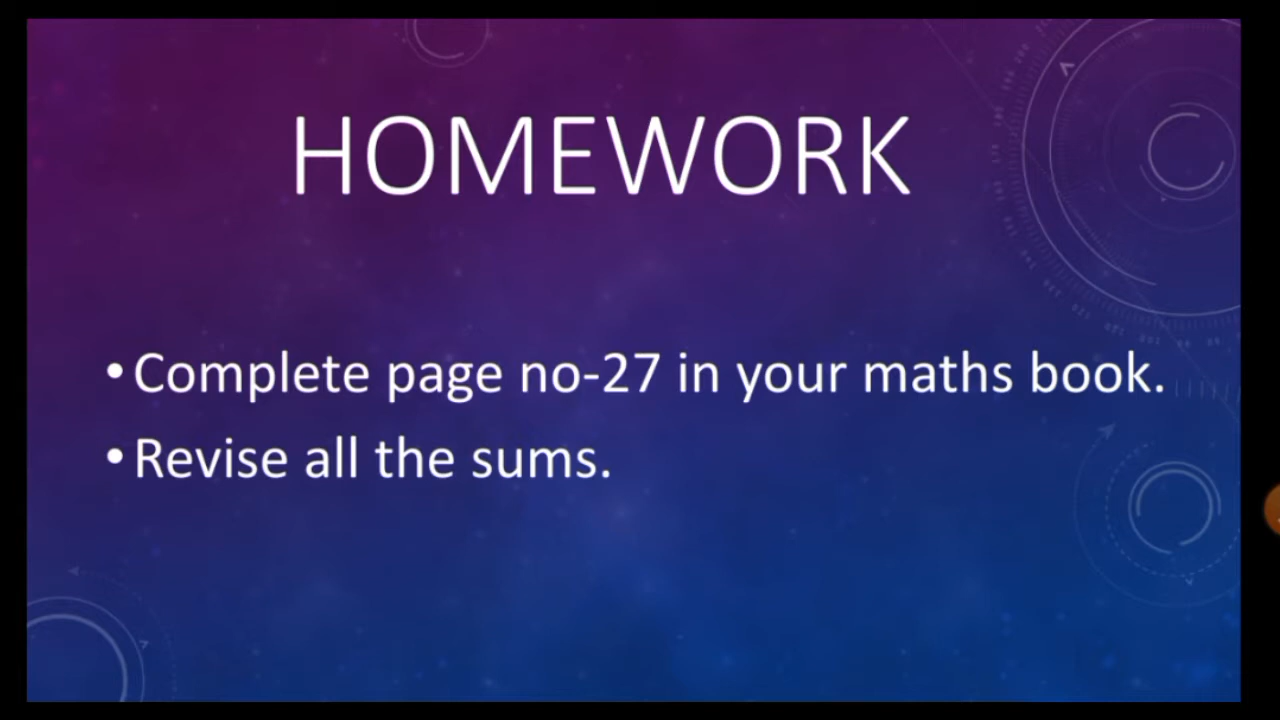 HOMEWORK
•Complete page no-27 in your maths book.
•Revise all the sums.